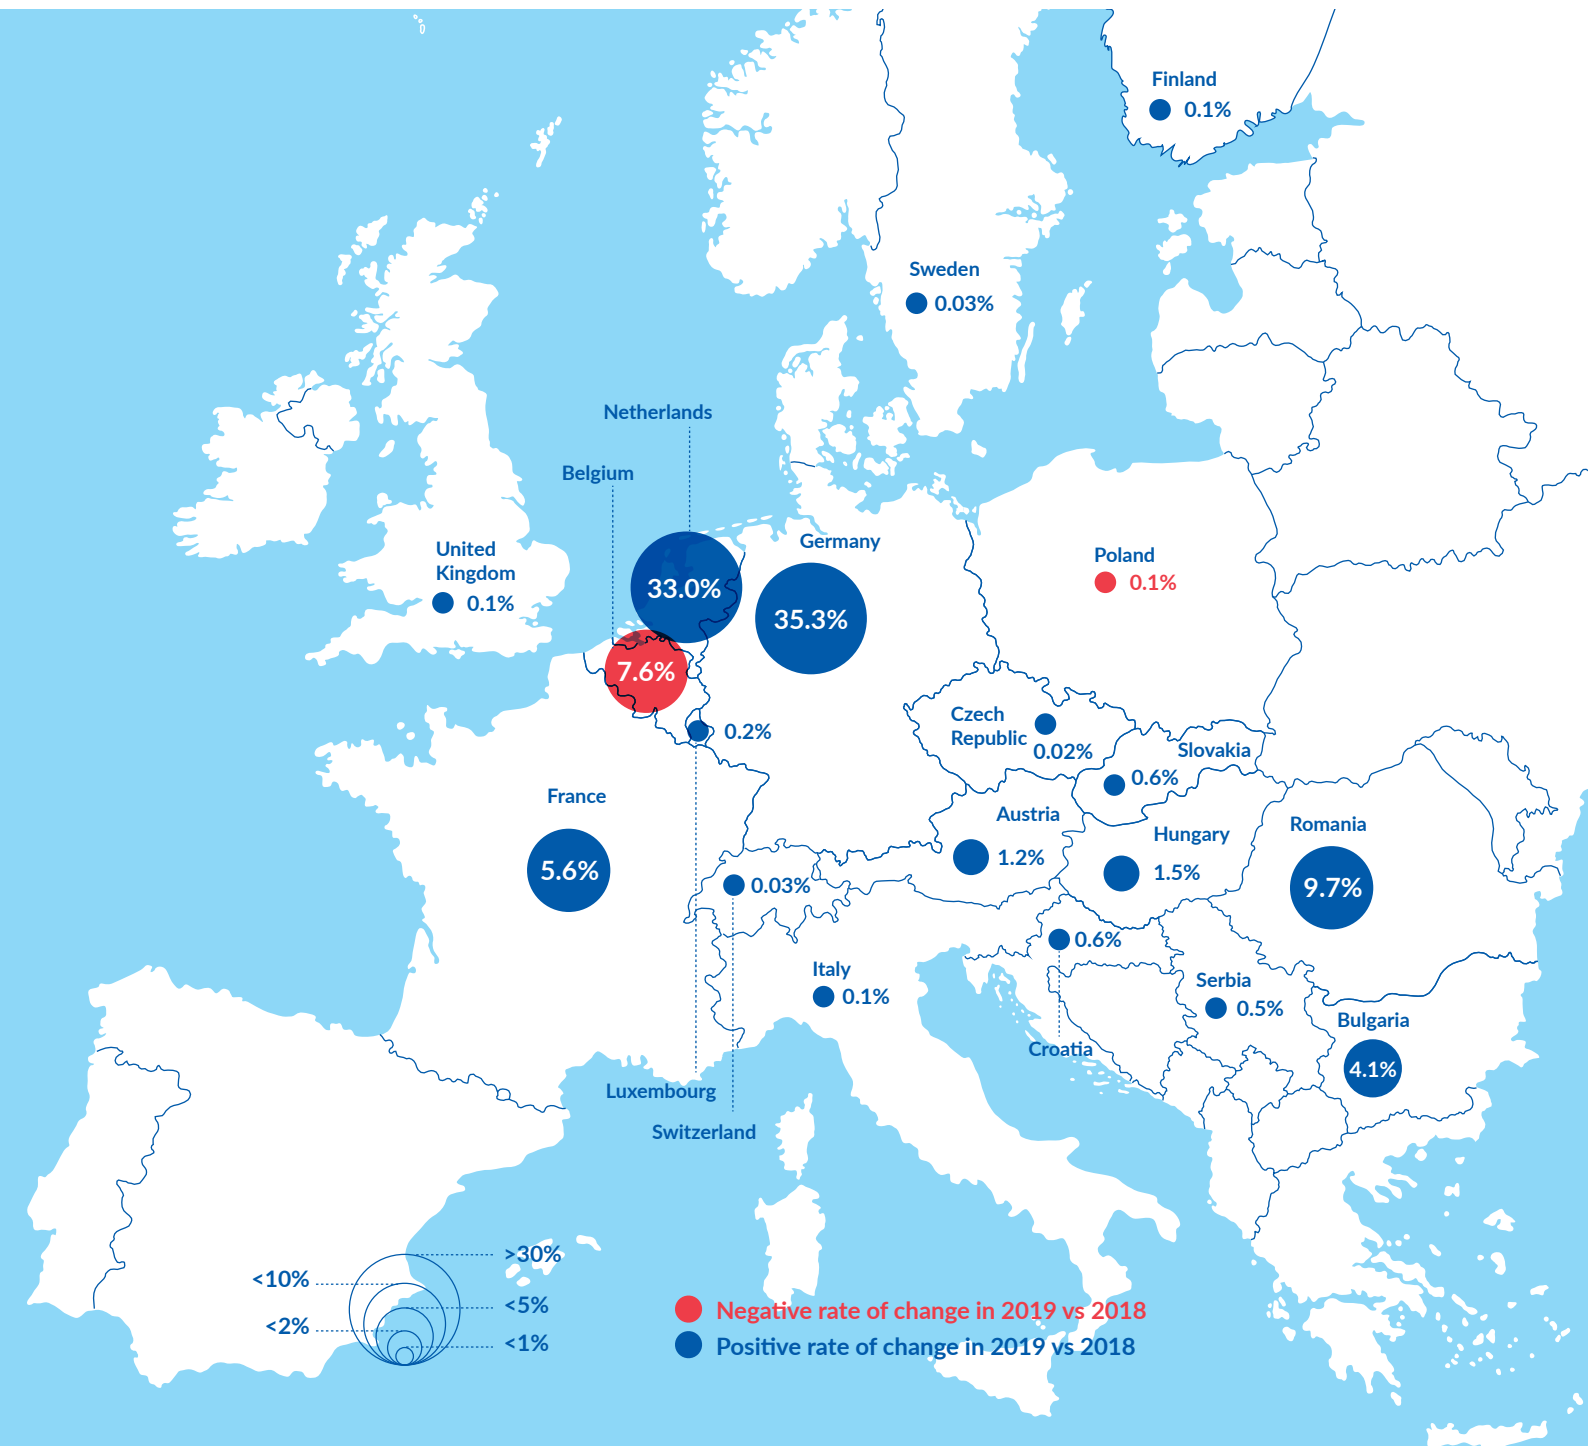 Finland
0.1%
Sweden
0.03%
Netherlands
Belgium
United
Kingdom
0.1%
33.0%
Germany
35.3%
Poland
0.1%
7.6%
0.2%
Czech
Republic
0.02%
Slovakia
0.6%
France
5.6%
Austria
1.2%
Hungary
1.5%
Romania
9.7%
0.03%
0.6%
Italy
0.1%
Serbia
0.5%
Bulgaria
4.1%
Croatia
Luxembourg
Switzerland
>30%
<10%
<5%
<2%
<1%
Negative rate of change in 2019 vs 2018
Positive rate of change in 2019 vs 2018